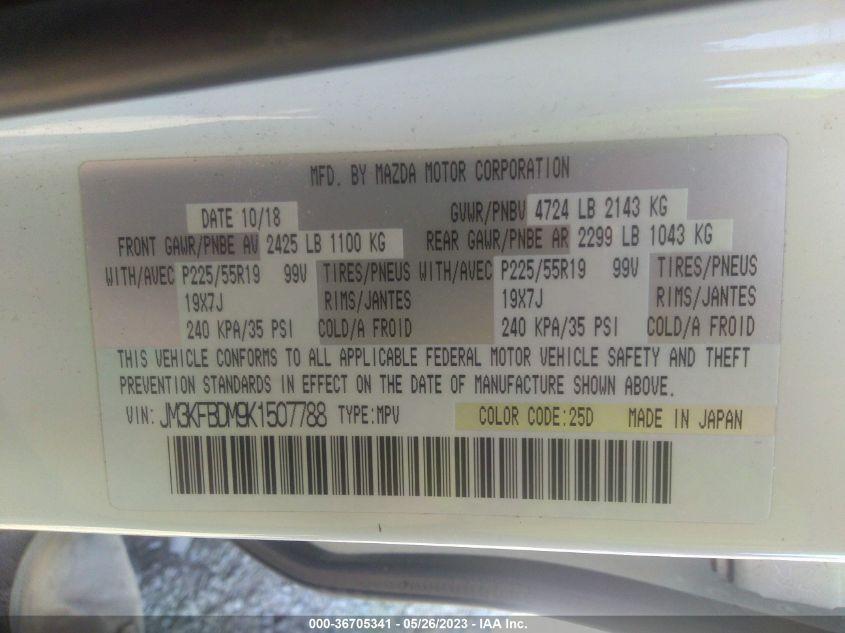 MFD. BY MAZDA MOTOR CORPORATION
DATE 10/18 GVWR/PNBV 4724 LB 2143 KG
FRONT GAWR/PNBE AV 2425 LB 1100 KG REAR GAWR/PNBE AR 2299 LB 1043 KG
WITH/AVEC P225/55R19 99V TIRES/PNEUS WITH/AVEC P225/55R19 99V TIRES/PNEUS
19X7J RIMS/JANTES 19X7J RIMS/JANTES
240 KPA/35 PSI COLD/A FROID 240 KPA/35 PSI COLD/A FROID
THIS VEHICLE CONFORMS TO ALL APPLICABLE FEDERAL MOTOR VEHICLE SAFETY AND THEFT
PREVENTION STANDARDS IN EFFECT ON THE DATE OF MANUFACTURE SHOWN ABOVE.
VIN: JM3KFBDM9K1507788 TYPE:MPV COLOR CODE:25D MADE IN JAPAN
000-36705341 - 05/26/2023 - IAA Inc.